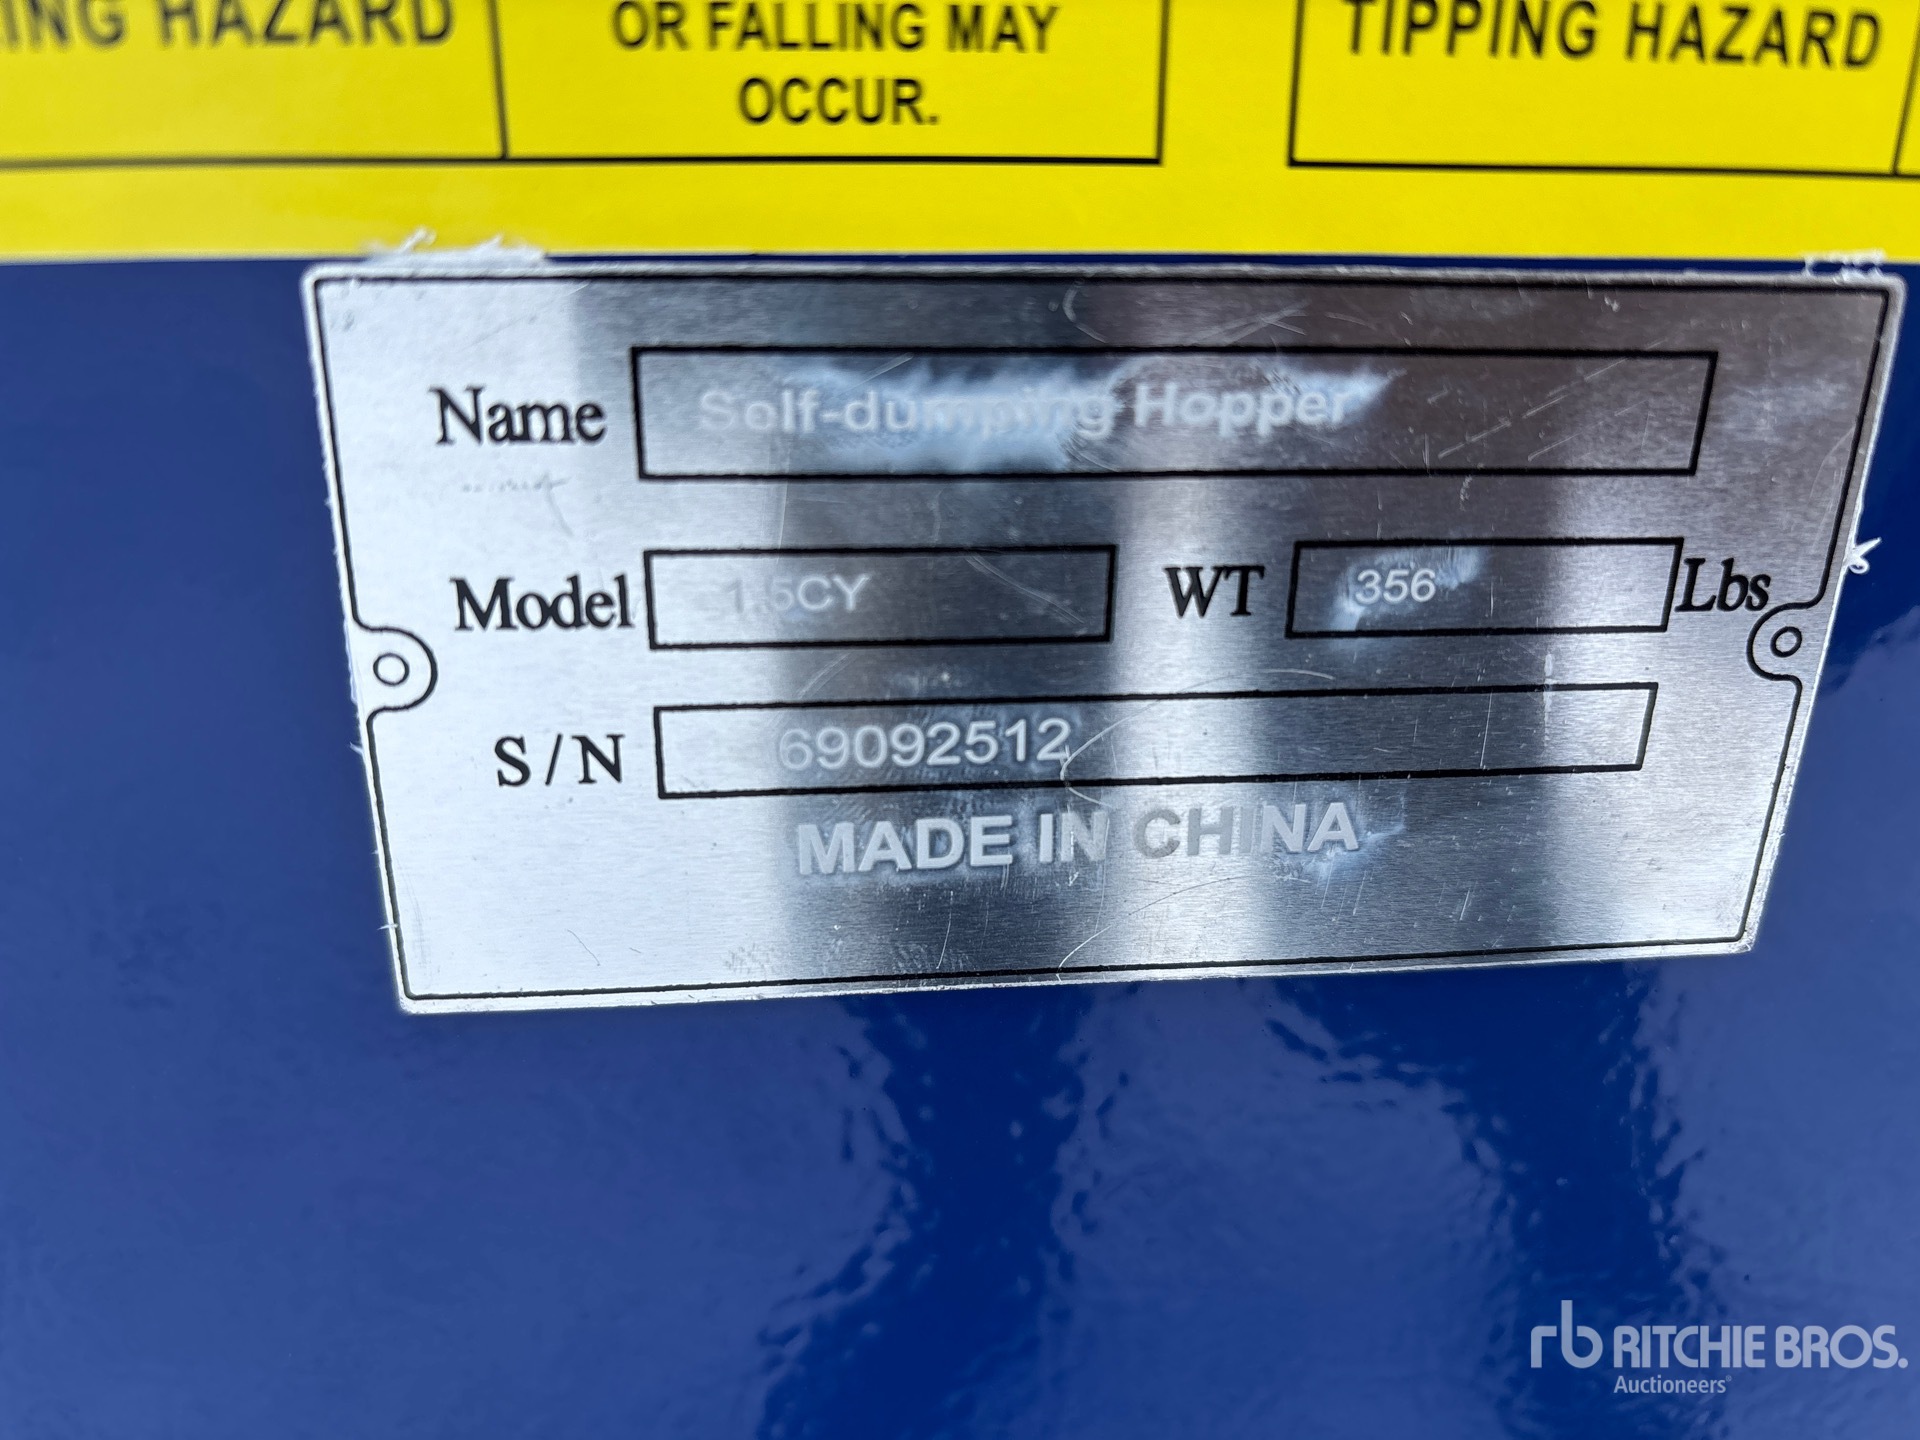 ING HAZARD
OR FALLING MAY
OCCUR.
TIPPING HAZARD
Name Self-dumping Hopper
Model 1.5CY WT 356 Lbs
S/N 69092512
MADE IN CHINA
rb RITCHIE BROS.
Auctioneers